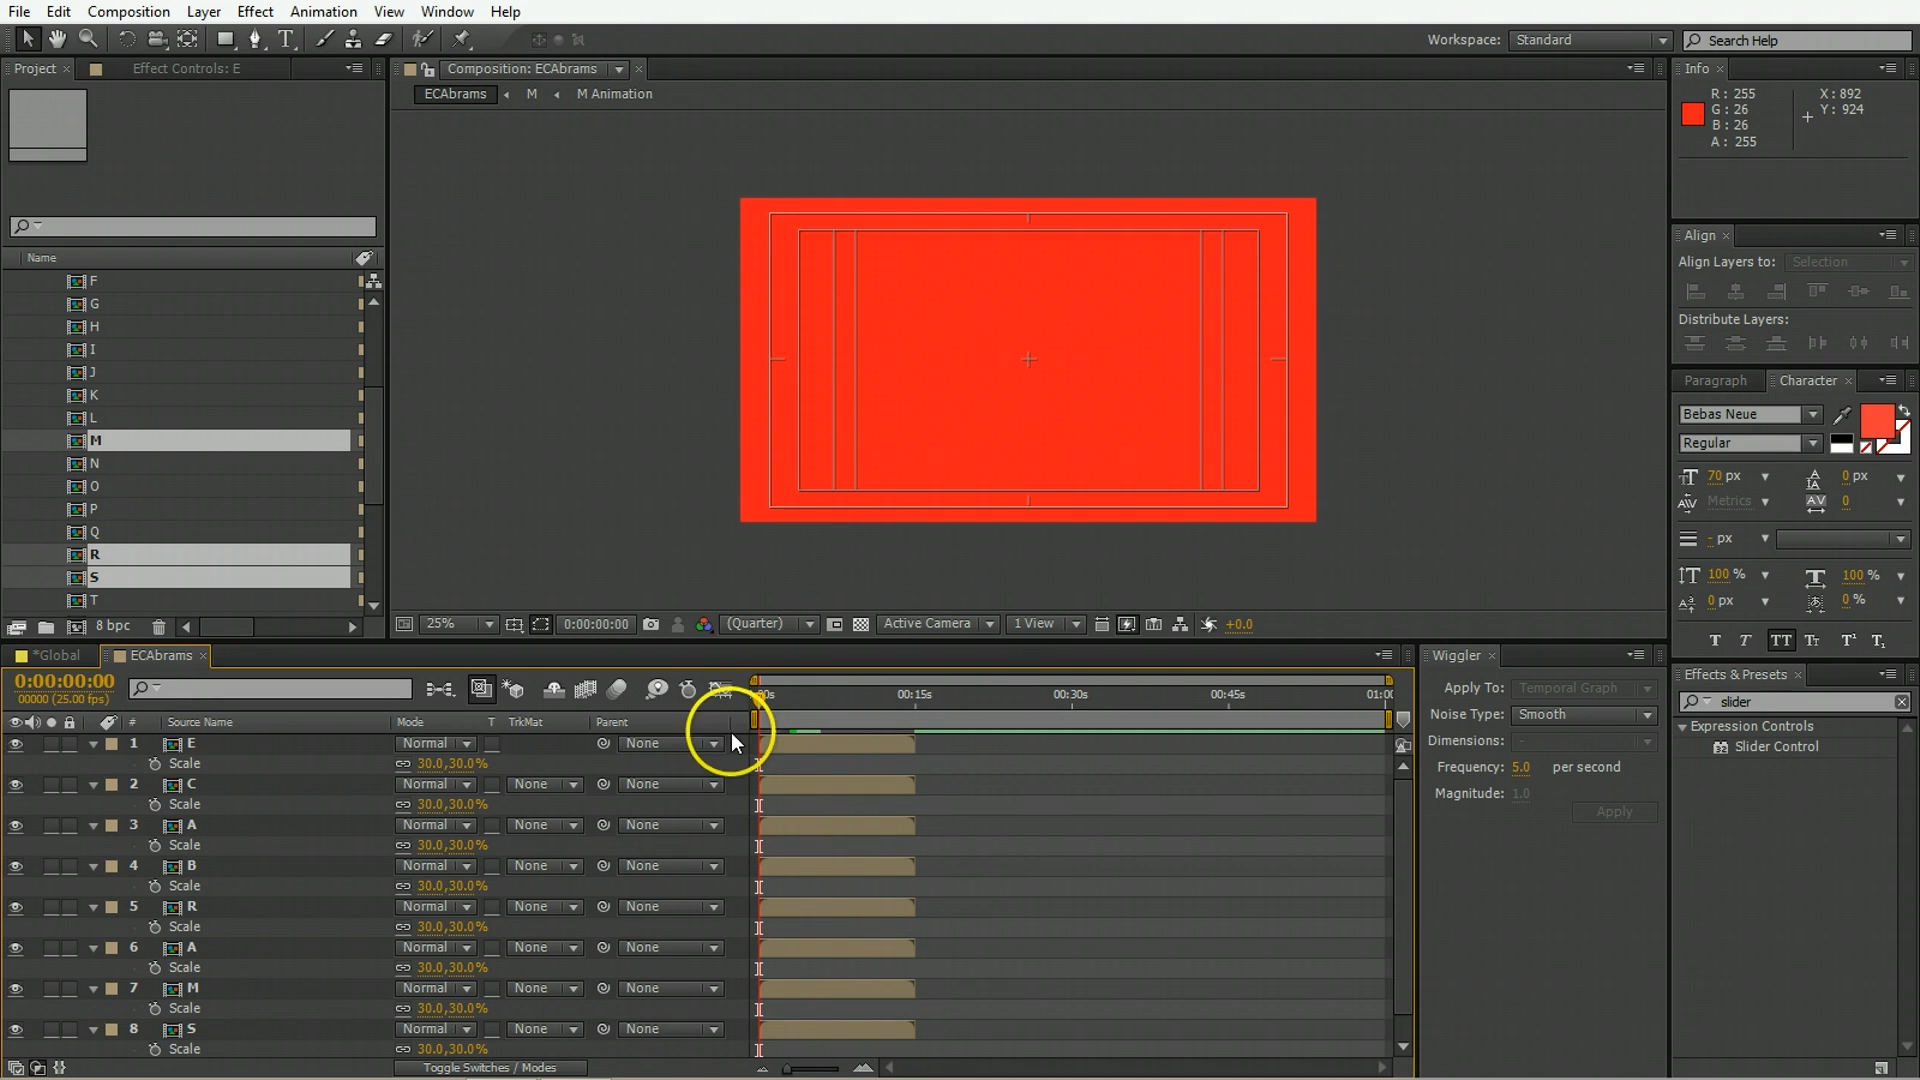 File Edit Composition Layer Effect Animation View Window Help
Workspace: Standard Search Help
Project Effect Controls: E Composition: ECAbrams Info
ECAbrams M M Animation
R: 255 X: 892
G: 26 Y: 924
B: 26
A: 255
Name
F
G
H
I
J
K
L
M
N
O
P
Q
R
S
T
8 bpc
25% 0:00:00:00 (Quarter) Active Camera 1 View +0.0
Align
Align Layers to: Selection
Distribute Layers:
Paragraph Character
Bebas Neue
Regular
70 px 0 px
Metrics 0
- px
100 % 100 %
0 px 0 %
T T TT Tt T¹ T₁
*Global ECAbrams
0:00:00:00
00000 (25.00 fps)
00s 00:15s 00:30s 00:45s 01:00
# Source Name Mode T TrkMat Parent
1 E Normal None
Scale 30.0,30.0%
2 C Normal None None
Scale 30.0,30.0%
3 A Normal None None
Scale 30.0,30.0%
4 B Normal None None
Scale 30.0,30.0%
5 R Normal None None
Scale 30.0,30.0%
6 A Normal None None
Scale 30.0,30.0%
7 M Normal None None
Scale 30.0,30.0%
8 S Normal None None
Scale 30.0,30.0%
Toggle Switches / Modes
Wiggler
Apply To: Temporal Graph
Noise Type: Smooth
Dimensions: -
Frequency: 5.0 per second
Magnitude: 1.0
Apply
Effects & Presets
slider
Expression Controls
Slider Control